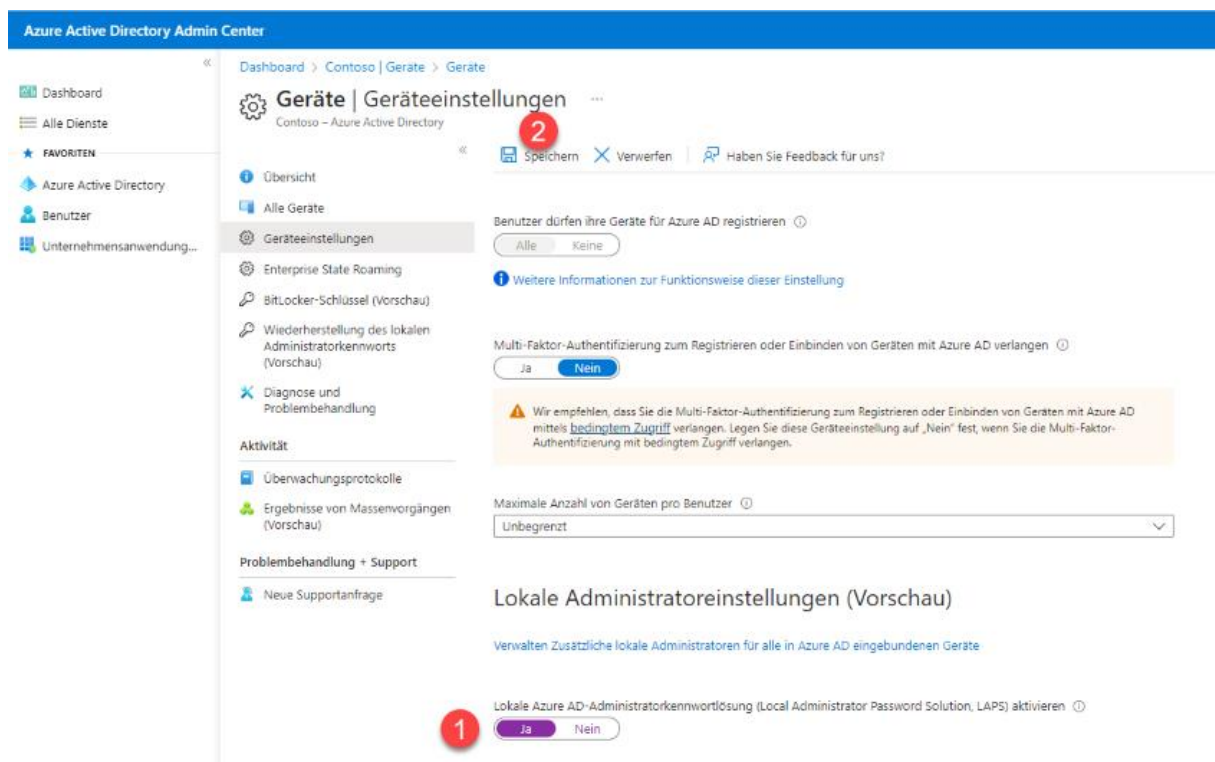 Azure Active Directory Admin Center
«
Dashboard
Alle Dienste
FAVORITEN
Azure Active Directory
Benutzer
Unternehmensanwendung...
Dashboard > Contoso | Geräte > Geräte
Geräte | Geräteeinstellungen ...
Contoso – Azure Active Directory
«
Übersicht
Alle Geräte
Geräteeinstellungen
Enterprise State Roaming
BitLocker-Schlüssel (Vorschau)
Wiederherstellung des lokalen
Administratorkennworts
(Vorschau)
Diagnose und
Problembehandlung
Aktivität
Überwachungsprotokolle
Ergebnisse von Massenvorgängen
(Vorschau)
Problembehandlung + Support
Neue Supportanfrage
2
Speichern Verwerfen Haben Sie Feedback für uns?
Benutzer dürfen ihre Geräte für Azure AD registrieren
Alle Keine
Weitere Informationen zur Funktionsweise dieser Einstellung
Multi-Faktor-Authentifizierung zum Registrieren oder Einbinden von Geräten mit Azure AD verlangen
Ja Nein
Wir empfehlen, dass Sie die Multi-Faktor-Authentifizierung zum Registrieren oder Einbinden von Geräten mit Azure AD
mittels bedingtem Zugriff verlangen. Legen Sie diese Geräteeinstellung auf „Nein" fest, wenn Sie die Multi-Faktor-
Authentifizierung mit bedingtem Zugriff verlangen.
Maximale Anzahl von Geräten pro Benutzer
Unbegrenzt
Lokale Administratoreinstellungen (Vorschau)
Verwalten Zusätzliche lokale Administratoren für alle in Azure AD eingebundenen Geräte
Lokale Azure AD-Administratorkennwortlösung (Local Administrator Password Solution, LAPS) aktivieren
1
Ja Nein